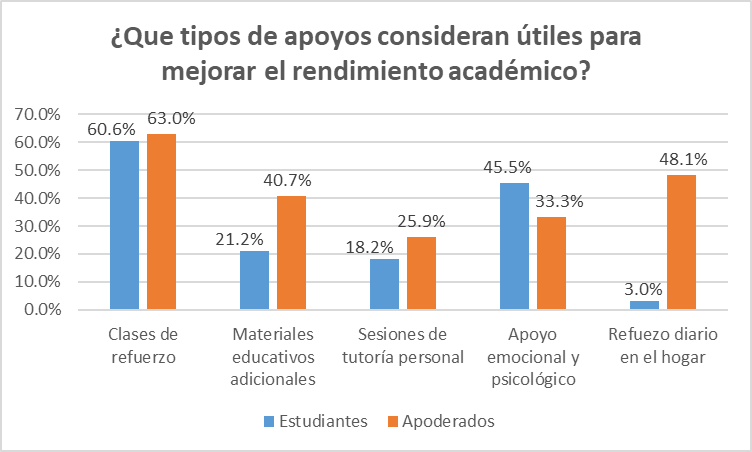 ¿Que tipos de apoyos consideran útiles para
mejorar el rendimiento académico?
70.0%
60.0%
50.0%
40.0%
30.0%
20.0%
10.0%
0.0%
60.6%
63.0%
21.2%
40.7%
18.2%
25.9%
45.5%
33.3%
3.0%
48.1%
Clases de
refuerzo
Materiales
educativos
adicionales
Sesiones de
tutoría personal
Apoyo
emocional y
psicológico
Refuezo diario
en el hogar
Estudiantes
Apoderados